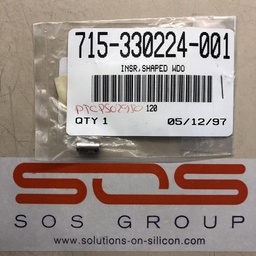 715-330224-001
INSR,SHAPED WDO
120
QTY 1
05/12/97
SOS
SOS GROUP
www.solutions-on-silicon.com